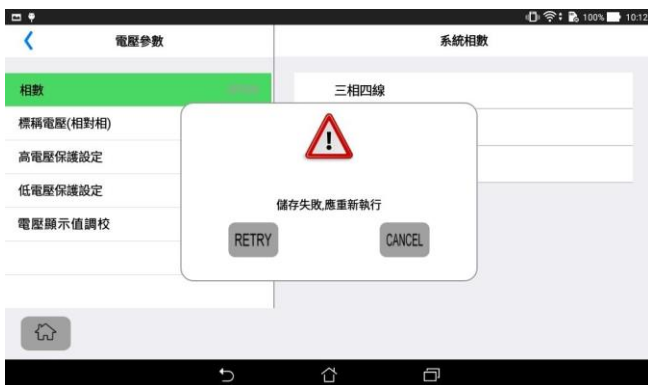 100% 10:12
電壓參數
系統相數
相數
三相四線
標稱電壓(相對相)
高電壓保護設定
低電壓保護設定
電壓顯示值調校
儲存失敗,應重新執行
RETRY
CANCEL